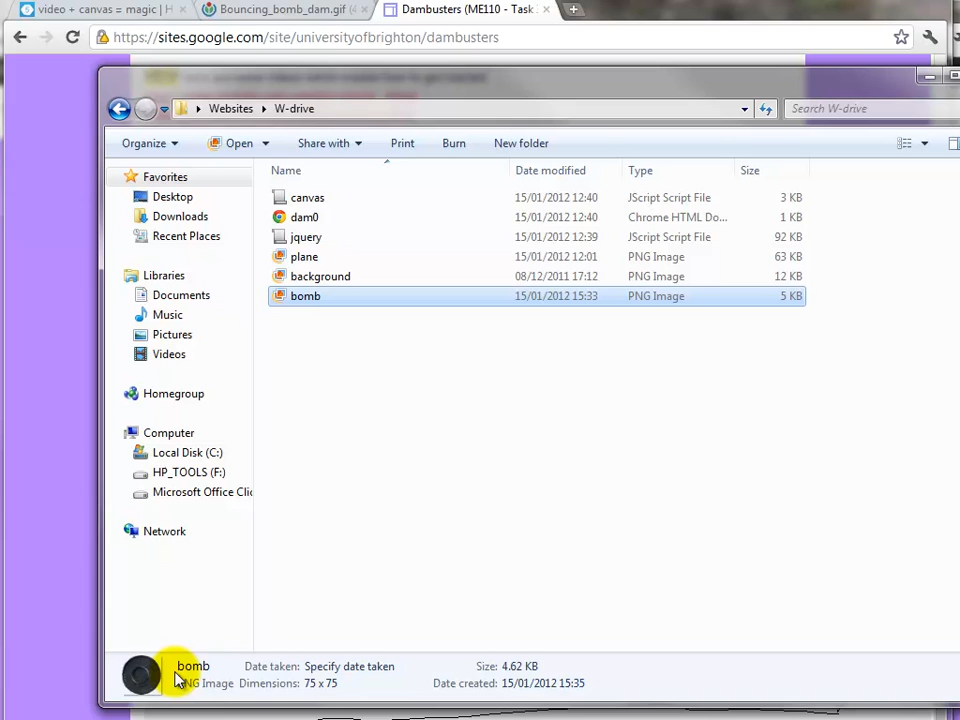 video + canvas = magic | H
Bouncing_bomb_dam.gif (
Dambusters (ME110 - Task
https://sites.google.com/site/universityofbrighton/dambusters
Websites W-drive
Search W-drive
Organize Open Share with Print Burn New folder
Name Date modified Type Size
Favorites
Desktop
Downloads
Recent Places
Libraries
Documents
Music
Pictures
Videos
Homegroup
Computer
Local Disk (C:)
HP_TOOLS (F:)
Microsoft Office Clic
Network
canvas 15/01/2012 12:40 JScript Script File 3 KB
dam0 15/01/2012 12:40 Chrome HTML Do... 1 KB
jquery 15/01/2012 12:39 JScript Script File 92 KB
plane 15/01/2012 12:01 PNG Image 63 KB
background 08/12/2011 17:12 PNG Image 12 KB
bomb 15/01/2012 15:33 PNG Image 5 KB
bomb Date taken: Specify date taken Size: 4.62 KB
NG Image Dimensions: 75 x 75 Date created: 15/01/2012 15:35